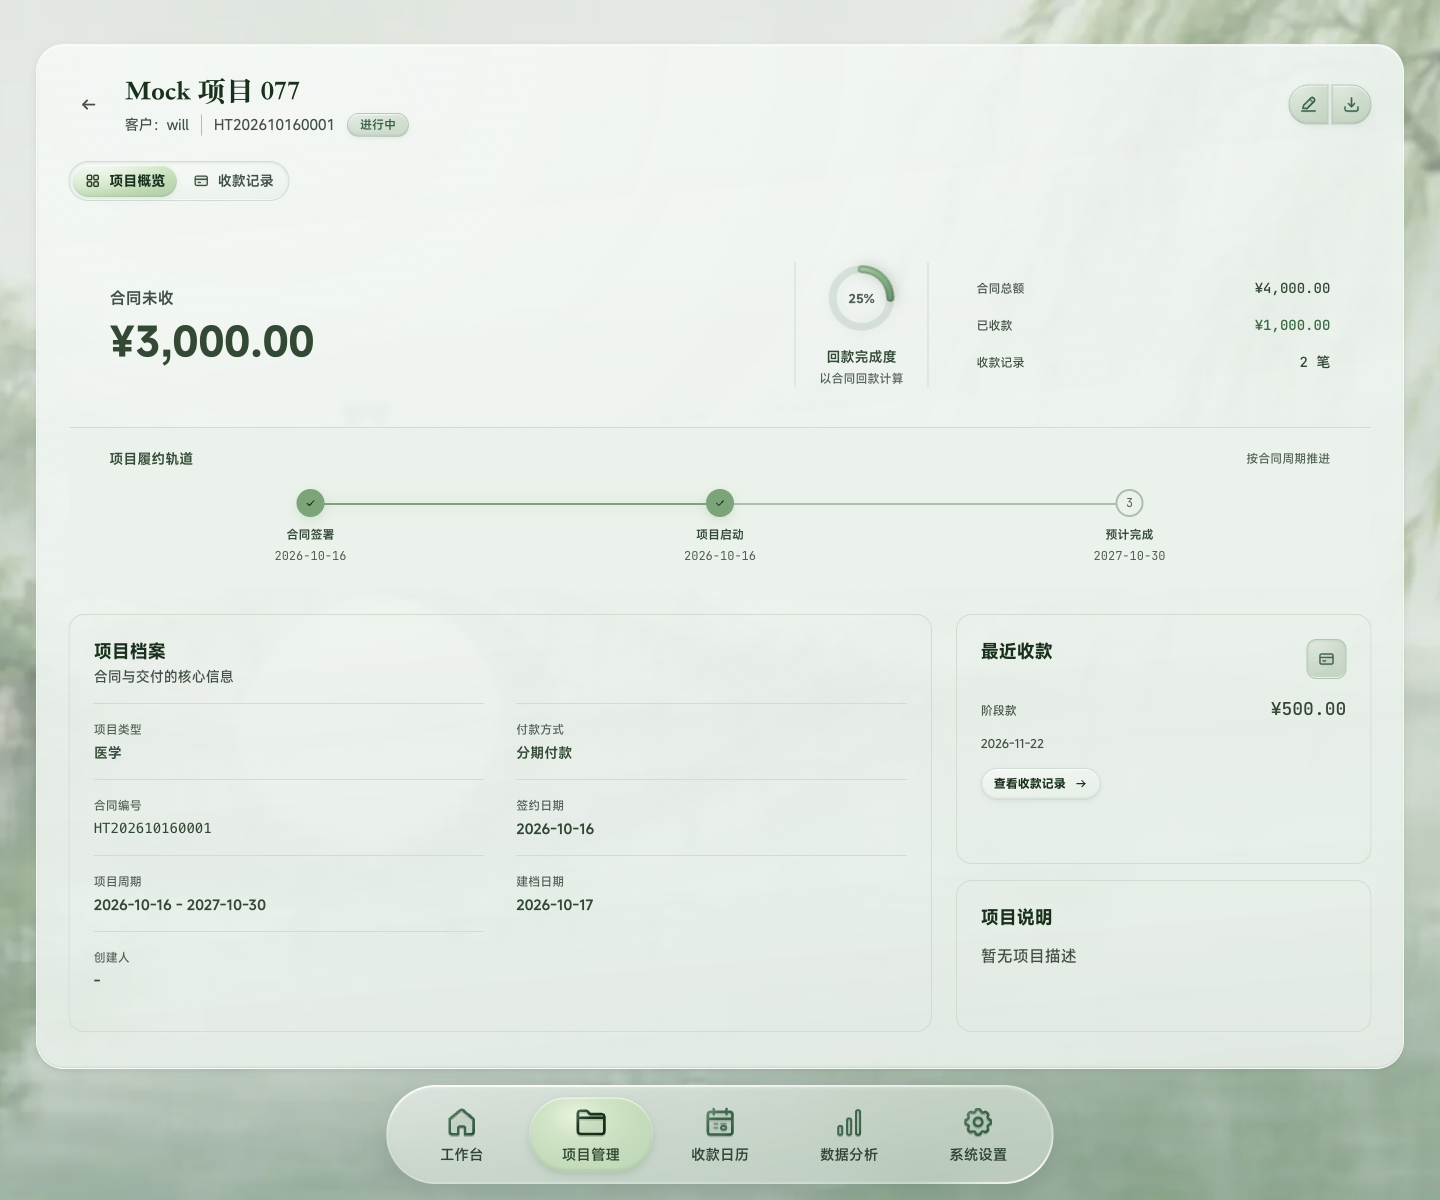 Mock 项目 077
客户：will
HT202610160001
进行中
项目概览
收款记录
合同未收
¥3,000.00
25%
回款完成度
以合同回款计算
合同总额
¥4,000.00
已收款
¥1,000.00
收款记录
2 笔
项目履约轨道
按合同周期推进
3
合同签署
2026-10-16
项目启动
2026-10-16
预计完成
2027-10-30
项目档案
合同与交付的核心信息
项目类型
医学
付款方式
分期付款
合同编号
HT202610160001
签约日期
2026-10-16
项目周期
2026-10-16 - 2027-10-30
建档日期
2026-10-17
创建人
-
最近收款
阶段款
¥500.00
2026-11-22
查看收款记录 →
项目说明
暂无项目描述
工作台
项目管理
收款日历
数据分析
系统设置